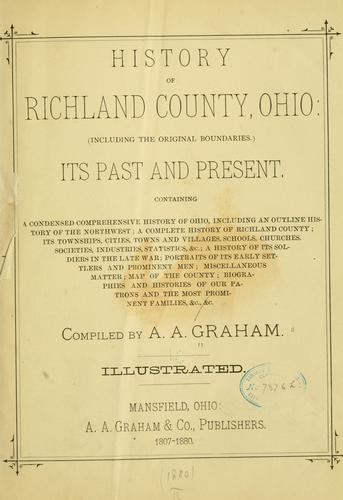 HISTORY
OF
RICHLAND COUNTY, OHIO:
(INCLUDING THE ORIGINAL BOUNDARIES.)
ITS PAST AND PRESENT.
CONTAINING
A CONDENSED COMPREHENSIVE HISTORY OF OHIO, INCLUDING AN OUTLINE HIS-
TORY OF THE NORTHWEST; A COMPLETE HISTORY OF RICHLAND COUNTY;
ITS TOWNSHIPS, CITIES, TOWNS AND VILLAGES, SCHOOLS, CHURCHES,
SOCIETIES, INDUSTRIES, STATISTICS, &c.; A HISTORY OF ITS SOL-
DIERS IN THE LATE WAR; PORTRAITS OF ITS EARLY SET-
TLERS AND PROMINENT MEN; MISCELLANEOUS
MATTER; MAP OF THE COUNTY; BIOGRA-
PHIES AND HISTORIES OF OUR PA-
TRONS AND THE MOST PROMI-
NENT FAMILIES, &c., &c.
COMPILED BY A. A. GRAHAM.
ILLUSTRATED.
MANSFIELD, OHIO:
A. A. GRAHAM & CO., PUBLISHERS.
1807-1880.
(1880)